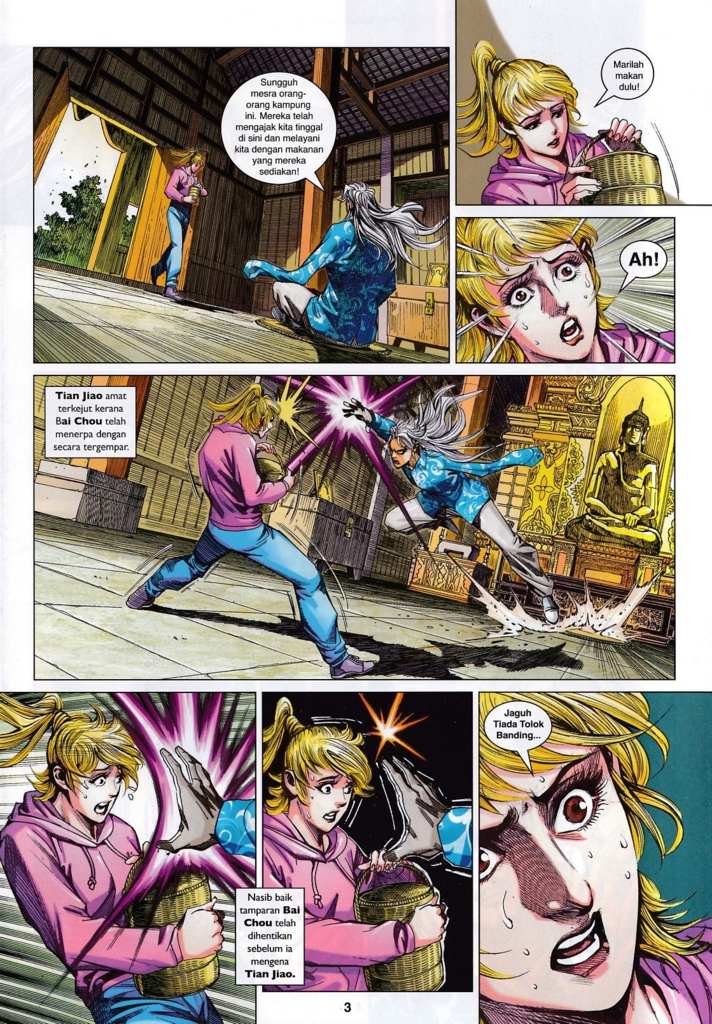 Sungguh
mesra orang-
orang kampung
ini. Mereka telah
mengajak kita tinggal
di sini dan melayani
kita dengan makanan
yang mereka
sediakan!
Marilah
makan
dulu!
Ah!
Tian Jiao amat
terkejut kerana
Bai Chou telah
menerpa dengan
secara tergempar.
Nasib baik
tamparan Bai
Chou telah
dihentikan
sebelum ia
mengena
Tian Jiao.
Jaguh
Tiada Tolok
Banding...
3